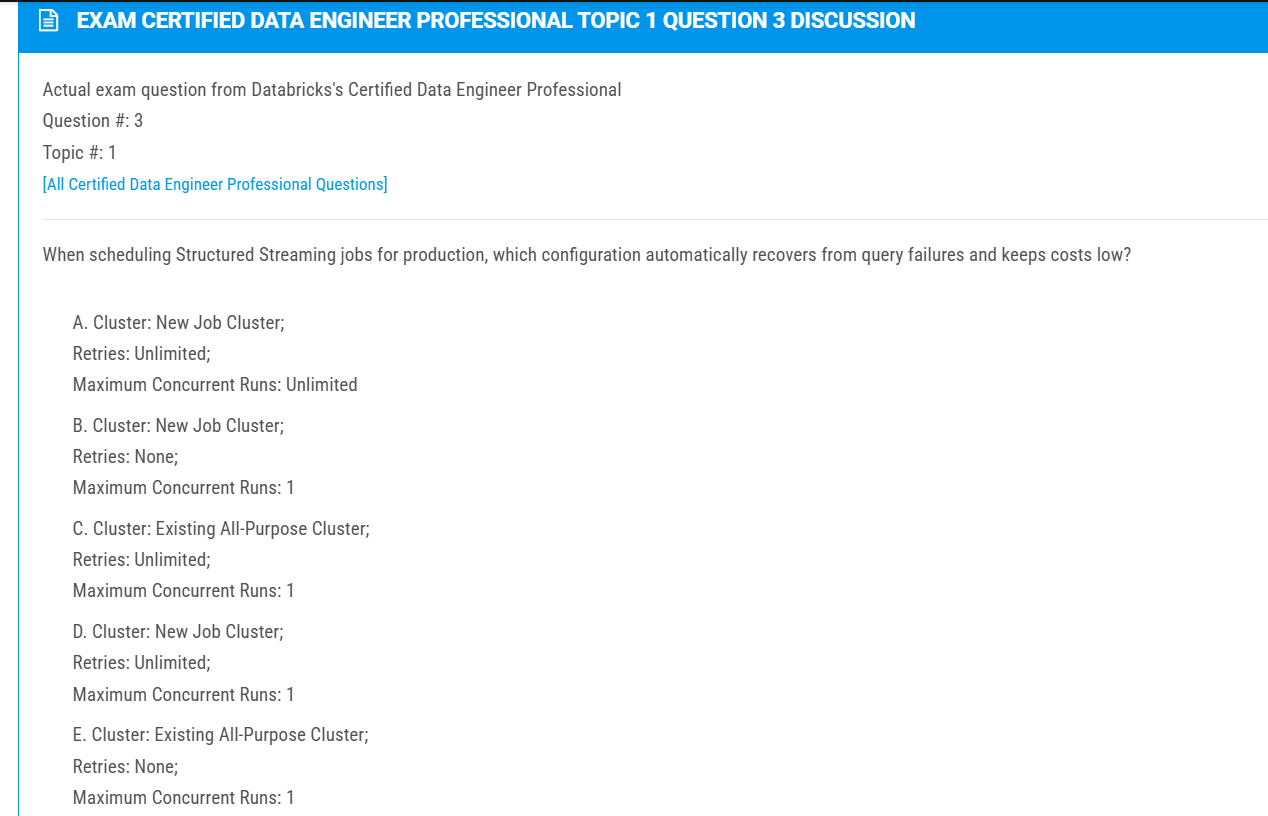 EXAM CERTIFIED DATA ENGINEER PROFESSIONAL TOPIC 1 QUESTION 3 DISCUSSION
Actual exam question from Databricks's Certified Data Engineer Professional
Question #: 3
Topic #: 1
[All Certified Data Engineer Professional Questions]
When scheduling Structured Streaming jobs for production, which configuration automatically recovers from query failures and keeps costs low?
A. Cluster: New Job Cluster;
Retries: Unlimited;
Maximum Concurrent Runs: Unlimited
B. Cluster: New Job Cluster;
Retries: None;
Maximum Concurrent Runs: 1
C. Cluster: Existing All-Purpose Cluster;
Retries: Unlimited;
Maximum Concurrent Runs: 1
D. Cluster: New Job Cluster;
Retries: Unlimited;
Maximum Concurrent Runs: 1
E. Cluster: Existing All-Purpose Cluster;
Retries: None;
Maximum Concurrent Runs: 1